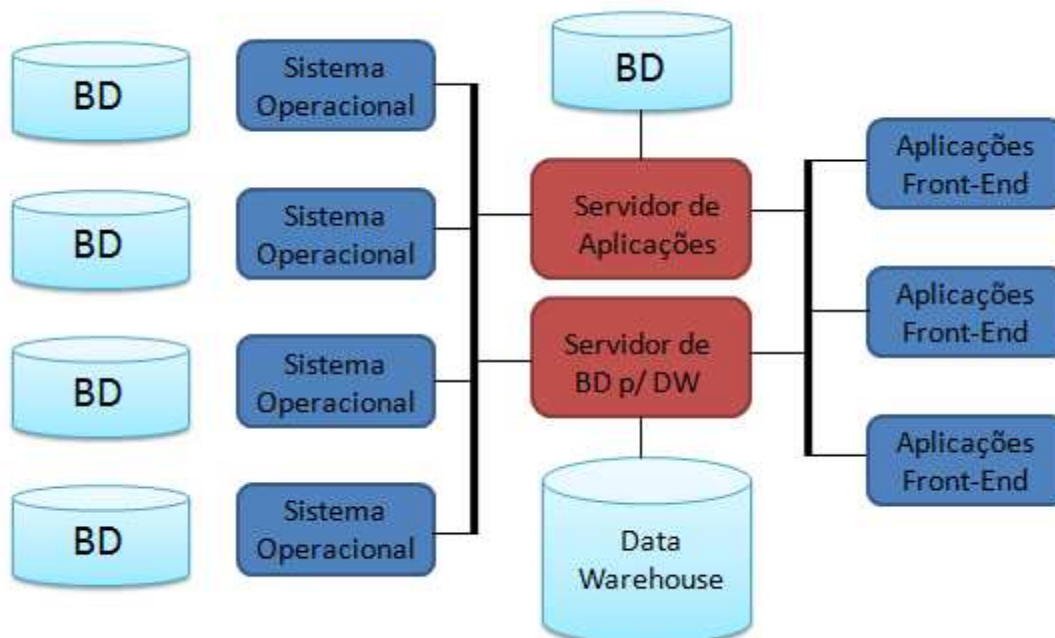 BD
Sistema
Operacional
BD
Sistema
Operacional
BD
Sistema
Operacional
BD
Sistema
Operacional
BD
Servidor de
Aplicações
Servidor de
BD p/ DW
Data
Warehouse
Aplicações
Front-End
Aplicações
Front-End
Aplicações
Front-End